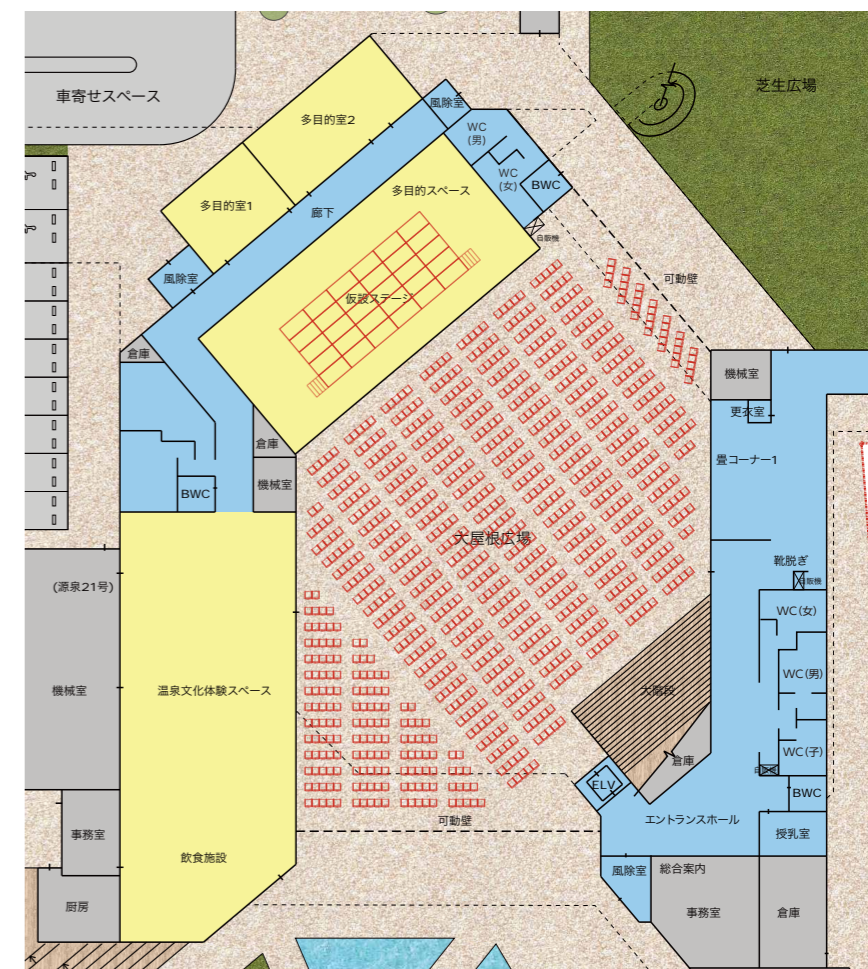 車寄せスペース
芝生広場
多目的室2
風除室
WC
(男)
WC
(女)
BWC
多目的室1
廊下
多目的スペース
自販機
風除室
仮設ステージ
可動壁
倉庫
機械室
更衣室
倉庫
畳コーナー1
機械室
BWC
大屋根広場
靴脱ぎ
自販機
(源泉21号)
WC(女)
機械室
温泉文化体験スペース
大階段
WC(男)
倉庫
WC(子)
自販機
ELV
BWC
可動壁
エントランスホール
事務室
授乳室
飲食施設
風除室
総合案内
厨房
事務室
倉庫